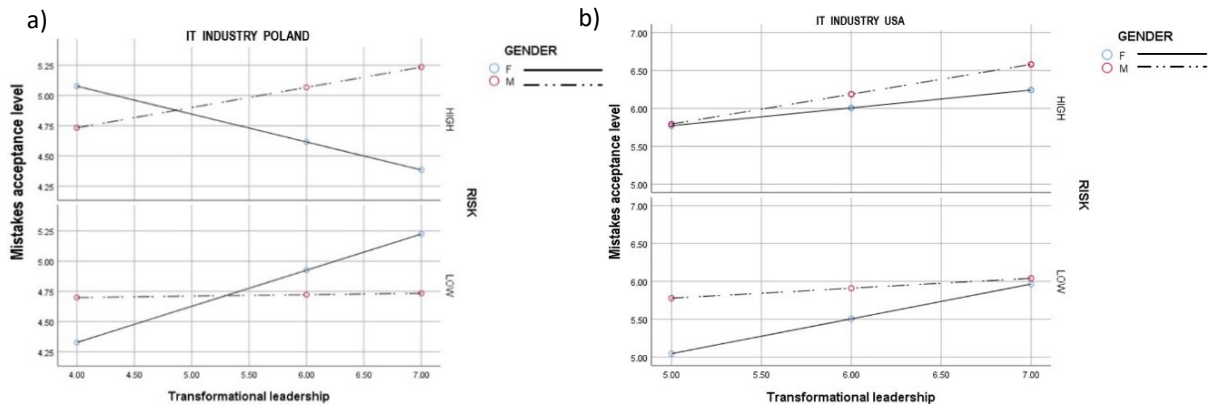 a)
IT INDUSTRY POLAND
GENDER
F
M
5.25
5.00
4.75
4.50
4.25
HIGH
5.25
5.00
4.75
4.50
4.25
LOW
4.00 4.50 5.00 5.50 6.00 6.50 7.00
Mistakes acceptance level
RISK
Transformational leadership
b)
IT INDUSTRY USA
GENDER
F
M
7.00
6.50
6.00
5.50
5.00
HIGH
7.00
6.50
6.00
5.50
5.00
LOW
5.00 5.50 6.00 6.50 7.00
Mistakes acceptance level
RISK
Transformational leadership